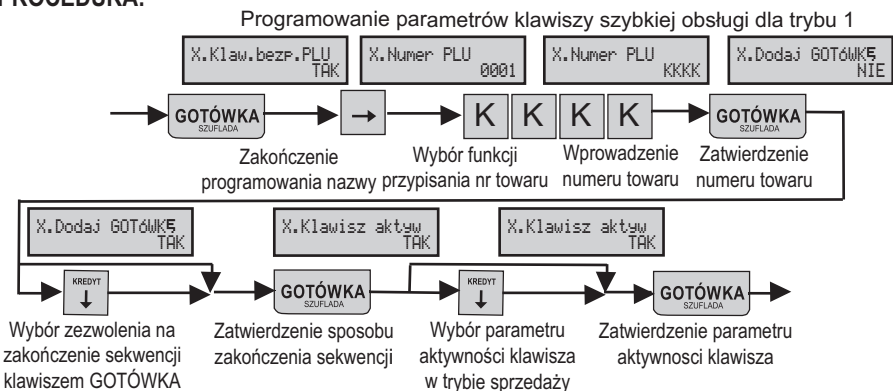 PROCEDURA:
Programowanie parametrów klawiszy szybkiej obsługi dla trybu 1
X.Klaw.bezp.PLU
TAK
X.Numer PLU
0001
X.Numer PLU
KKKK
X.Dodaj GOTÓWKĘ
NIE
GOTÓWKA
SZUFLADA
→
K K K K
GOTÓWKA
SZUFLADA
Zakończenie
programowania nazwy
Wybór funkcji
przypisania nr towaru
Wprowadzenie
numeru towaru
Zatwierdzenie
numeru towaru
X.Dodaj GOTÓWKĘ
TAK
X.Klawisz aktyw
TAK
X.Klawisz aktyw
TAK
KREDYT
↓
GOTÓWKA
SZUFLADA
KREDYT
↓
GOTÓWKA
SZUFLADA
Wybór zezwolenia na
zakończenie sekwencji
klawiszem GOTÓWKA
Zatwierdzenie sposobu
zakończenia sekwencji
Wybór parametru
aktywności klawisza
w trybie sprzedaży
Zatwierdzenie parametru
aktywnosci klawisza